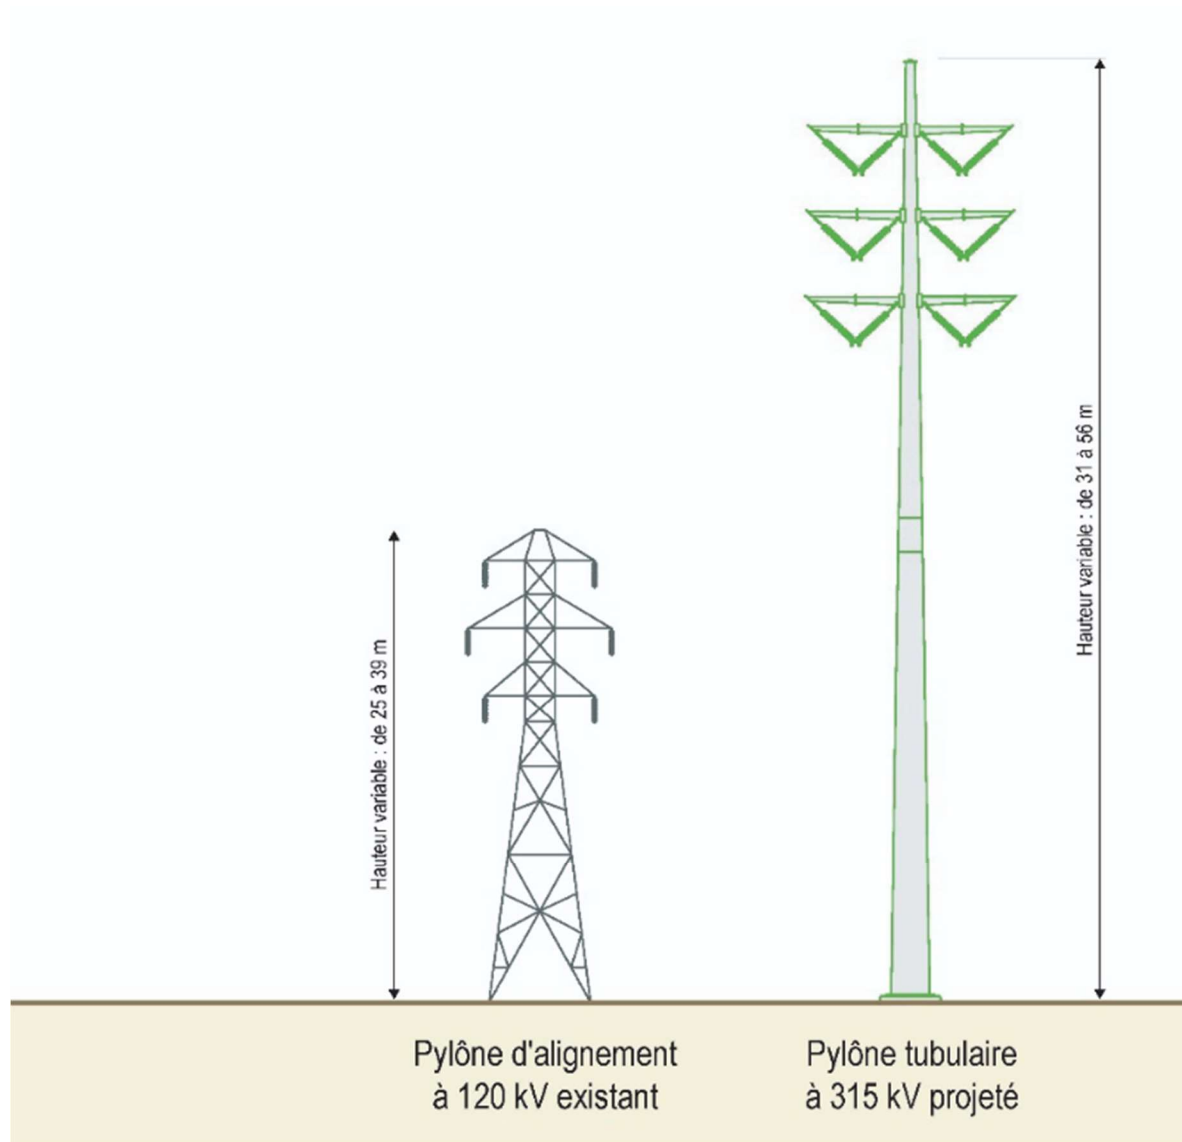 Hauteur variable : de 25 à 39 m
Hauteur variable : de 31 à 56 m
Pylône d'alignement
à 120 kV existant
Pylône tubulaire
à 315 kV projeté